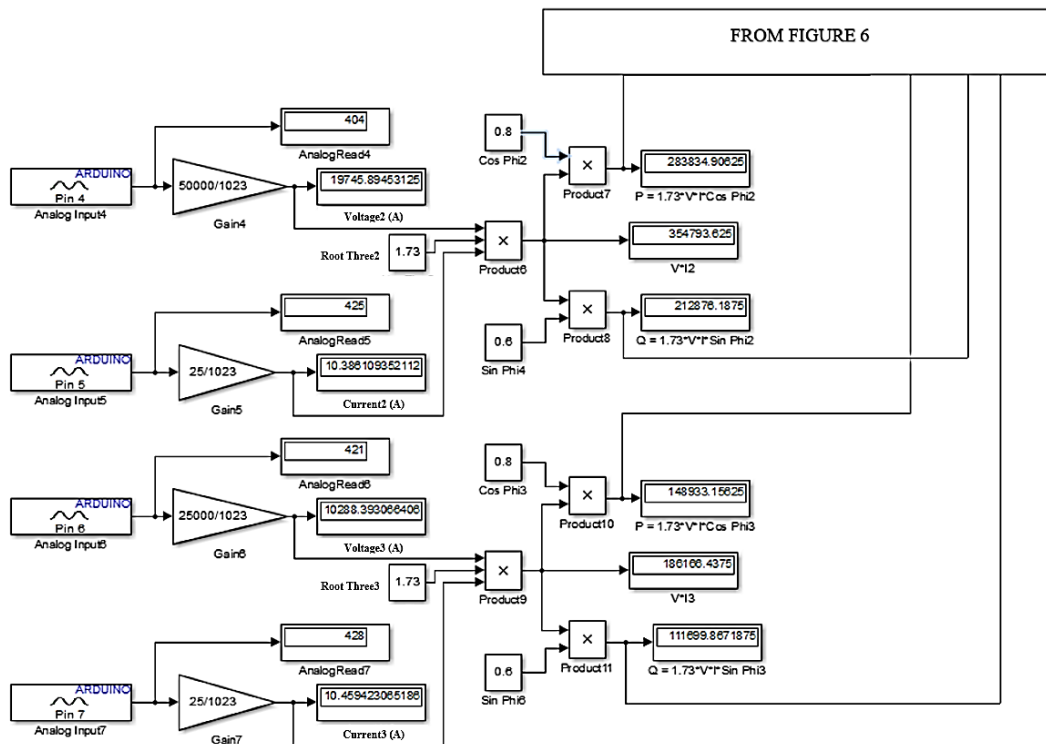 FROM FIGURE 6
404
AnalogRead4
ARDUINO
Pin 4
Analog Input4
50000/1023
Gain4
19745.89453125
Voltage2 (A)
0.8
Cos Phi2
×
Product7
283834.90625
P = 1.73*V*I*Cos Phi2
Root Three2
1.73
×
Product6
354793.625
V*I2
425
AnalogRead5
0.6
Sin Phi4
×
Product8
212876.1875
Q = 1.73*V*I*Sin Phi2
ARDUINO
Pin 5
Analog Input5
25/1023
Gain5
10.386109352112
Current2 (A)
421
AnalogRead6
0.8
Cos Phi3
×
Product10
148933.15625
P = 1.73*V*I*Cos Phi3
ARDUINO
Pin 6
Analog Input6
25000/1023
Gain6
10288.393066406
Voltage3 (A)
Root Three3
1.73
×
Product9
186166.4375
V*I3
428
AnalogRead7
0.6
Sin Phi6
×
Product11
111699.8671875
Q = 1.73*V*I*Sin Phi3
ARDUINO
Pin 7
Analog Input7
25/1023
Gain7
10.459423065186
Current3 (A)